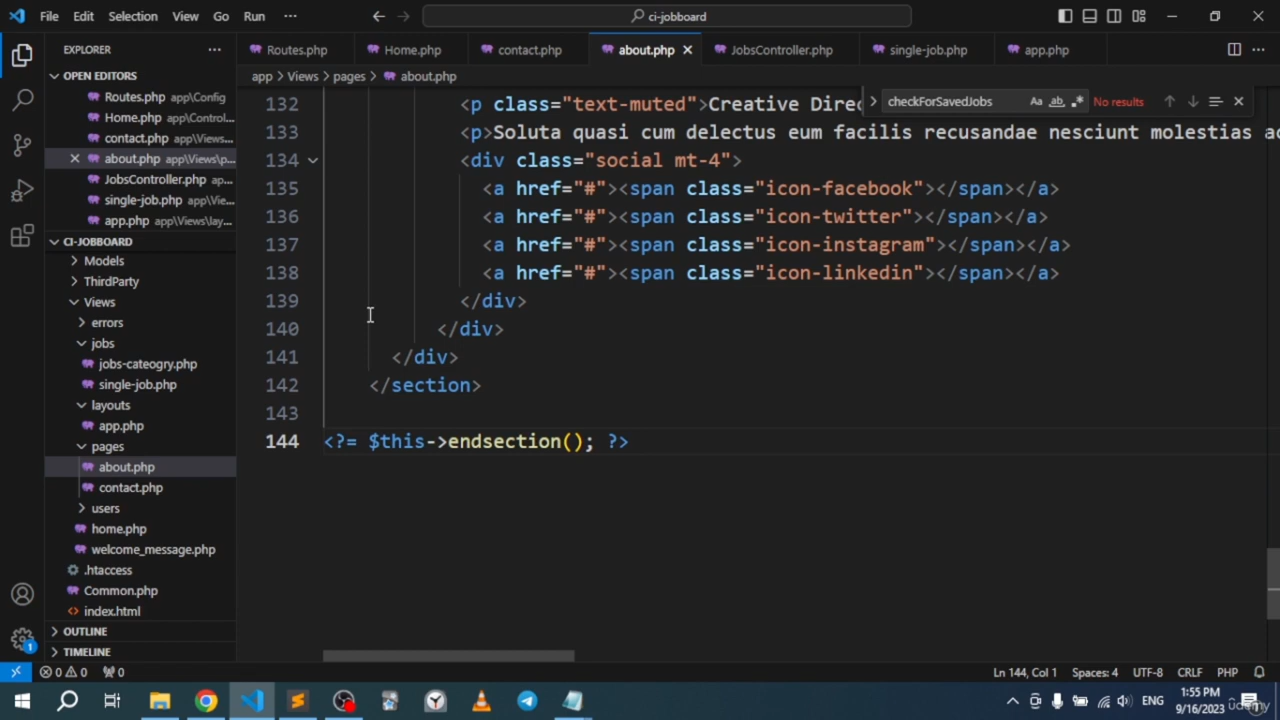 File Edit Selection View Go Run ··· ci-jobboard
EXPLORER ···
Routes.php Home.php contact.php about.php JobsController.php single-job.php app.php ···
OPEN EDITORS
Routes.php app\Config
Home.php app\Control...
contact.php app\Views...
about.php app\Views\p...
JobsController.php ap...
single-job.php app\Vie...
app.php app\Views\lay...
CI-JOBBOARD
Models
ThirdParty
Views
errors
jobs
jobs-cateogry.php
single-job.php
layouts
app.php
pages
about.php
contact.php
users
home.php
welcome_message.php
.htaccess
Common.php
index.html
OUTLINE
TIMELINE
app > Views > pages > about.php
checkForSavedJobs Aa ab .* No results
132 <p class="text-muted">Creative Direc
133 <p>Soluta quasi cum delectus eum facilis recusandae nesciunt molestias ac
134 <div class="social mt-4">
135 <a href="#"><span class="icon-facebook"></span></a>
136 <a href="#"><span class="icon-twitter"></span></a>
137 <a href="#"><span class="icon-instagram"></span></a>
138 <a href="#"><span class="icon-linkedin"></span></a>
139 </div>
140 </div>
141 </div>
142 </section>
143
144 <?= $this->endsection(); ?>
0 0 0 Ln 144, Col 1 Spaces: 4 UTF-8 CRLF PHP
1
ENG 1:55 PM
9/16/2023
udemy